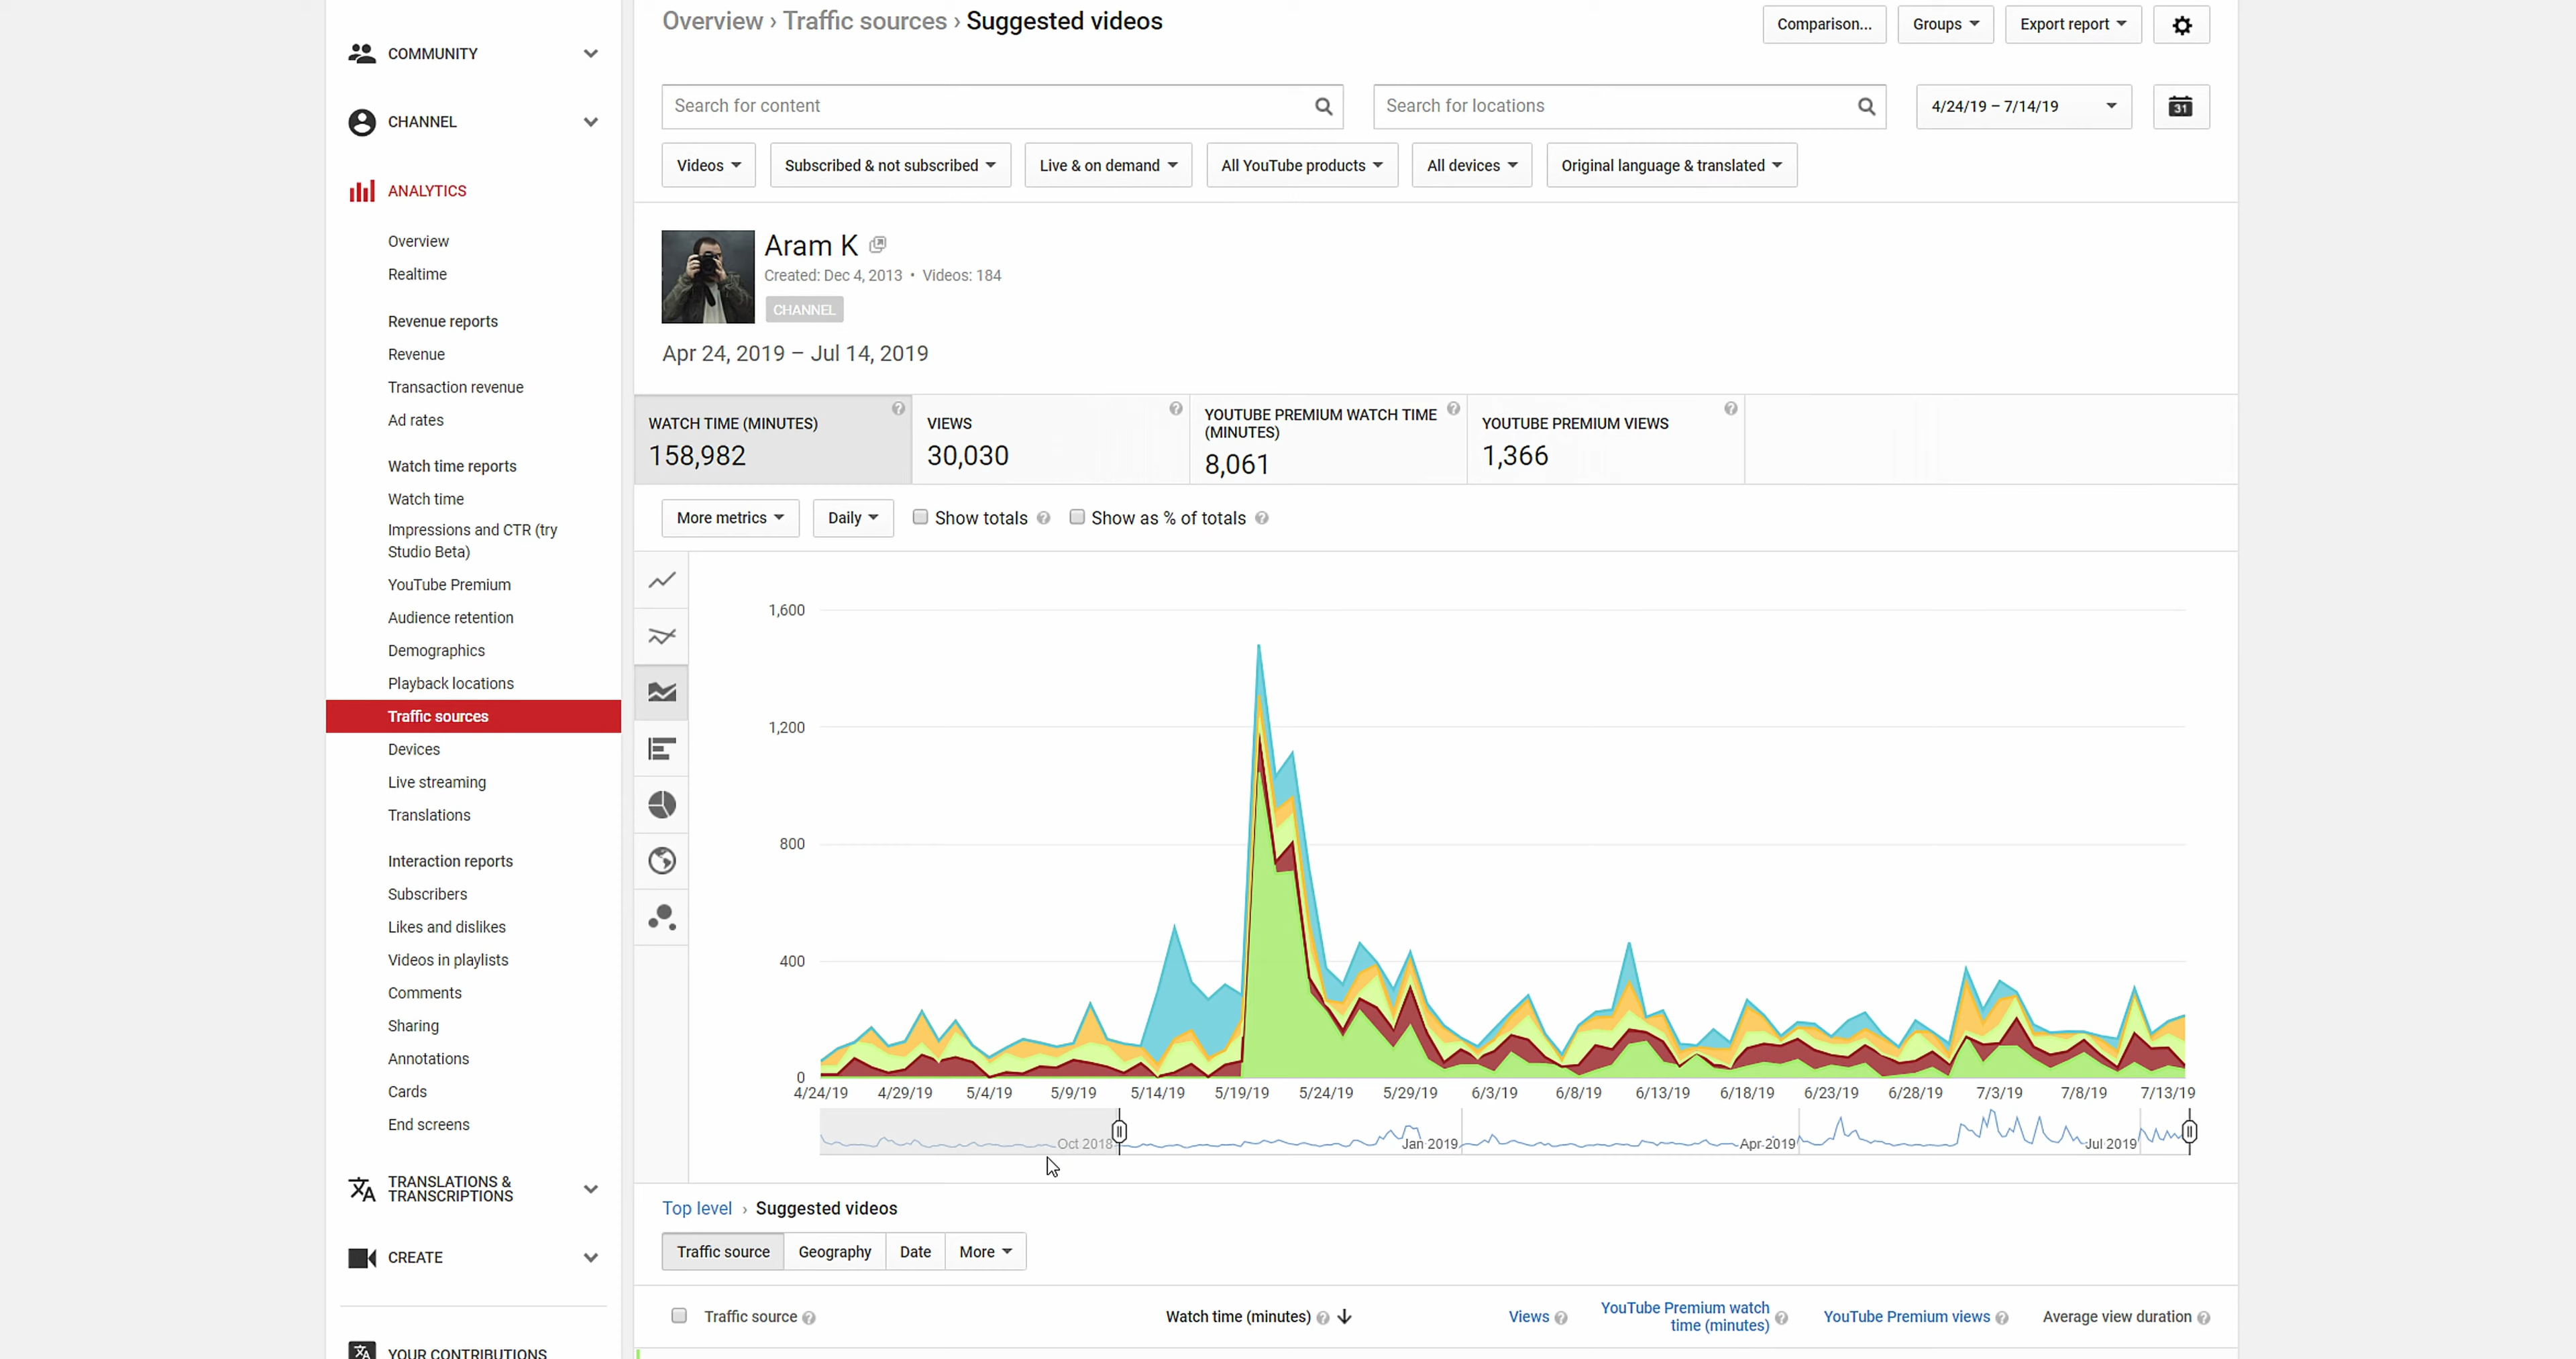 COMMUNITY
CHANNEL
ANALYTICS
Overview
Realtime
Revenue reports
Revenue
Transaction revenue
Ad rates
Watch time reports
Watch time
Impressions and CTR (try
Studio Beta)
YouTube Premium
Audience retention
Demographics
Playback locations
Traffic sources
Devices
Live streaming
Translations
Interaction reports
Subscribers
Likes and dislikes
Videos in playlists
Comments
Sharing
Annotations
Cards
End screens
TRANSLATIONS &
TRANSCRIPTIONS
CREATE
YOUR CONTRIBUTIONS
Overview › Traffic sources › Suggested videos
Comparison... Groups Export report
Search for content Search for locations 4/24/19 – 7/14/19 31
Videos Subscribed & not subscribed Live & on demand All YouTube products All devices Original language & translated
Aram K
Created: Dec 4, 2013 • Videos: 184
CHANNEL
Apr 24, 2019 – Jul 14, 2019
WATCH TIME (MINUTES) ?
158,982
VIEWS ?
30,030
YOUTUBE PREMIUM WATCH TIME ?
(MINUTES)
8,061
YOUTUBE PREMIUM VIEWS ?
1,366
More metrics Daily Show totals ? Show as % of totals ?
1,600
1,200
800
400
0
4/24/19 4/29/19 5/4/19 5/9/19 5/14/19 5/19/19 5/24/19 5/29/19 6/3/19 6/8/19 6/13/19 6/18/19 6/23/19 6/28/19 7/3/19 7/8/19 7/13/19
Oct 2018 Jan 2019 Apr 2019 Jul 2019
Top level › Suggested videos
Traffic source Geography Date More
Traffic source ? Watch time (minutes) ? Views ? YouTube Premium watch
time (minutes) ? YouTube Premium views ? Average view duration ?